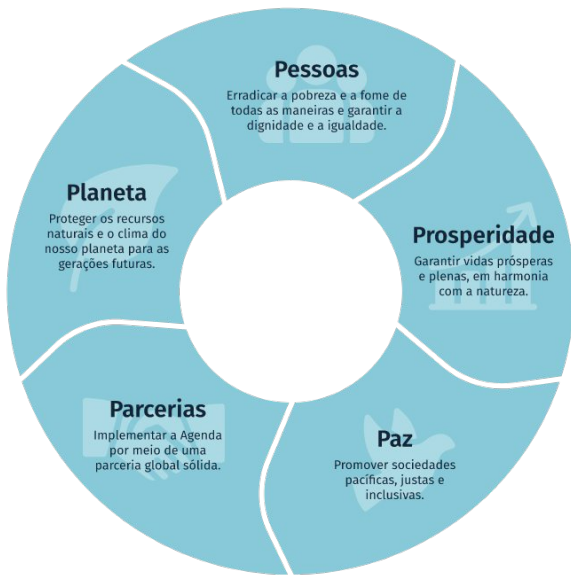 Pessoas
Erradicar a pobreza e a fome de
todas as maneiras e garantir a
dignidade e a igualdade.
Prosperidade
Garantir vidas prósperas
e plenas, em harmonia
com a natureza.
Paz
Promover sociedades
pacíficas, justas e
inclusivas.
Parcerias
Implementar a Agenda
por meio de uma
parceria global sólida.
Planeta
Proteger os recursos
naturais e o clima do
nosso planeta para as
gerações futuras.